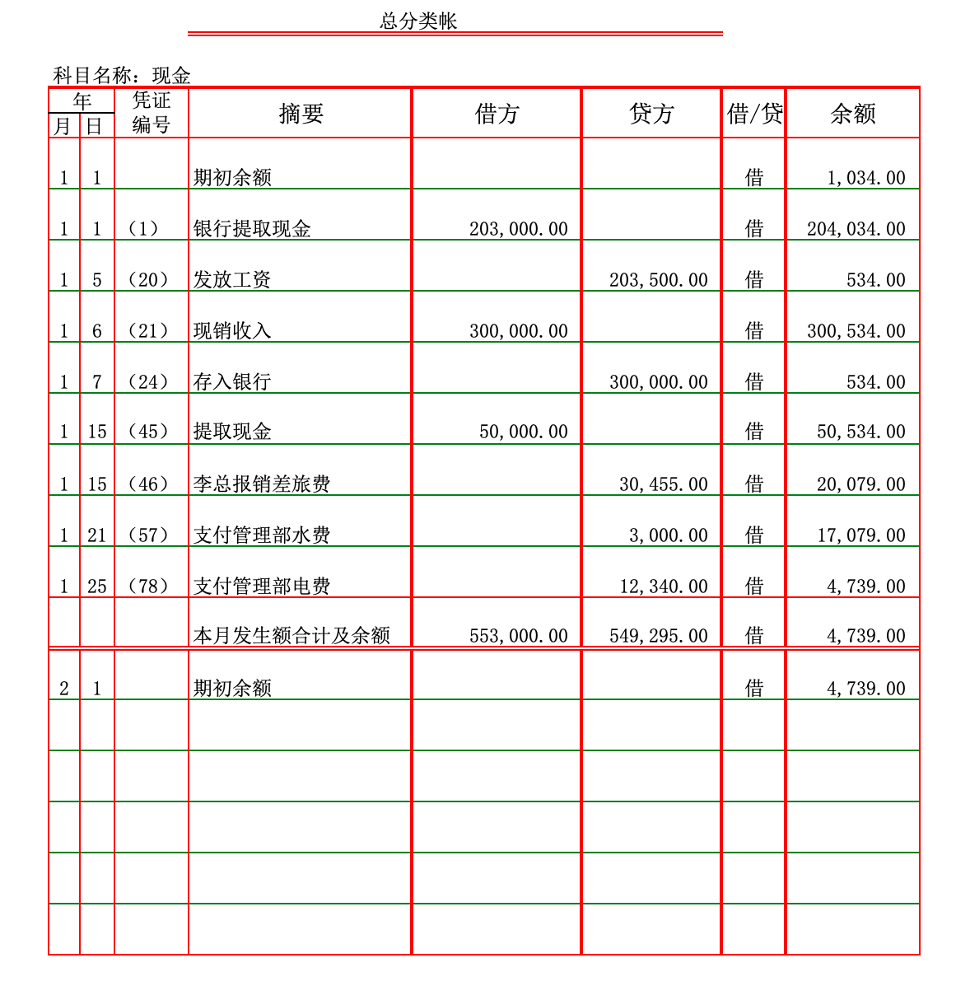 总分类帐
科目名称：现金
年 凭证编号 摘要 借方 贷方 借/贷 余额
月 日
1 1 期初余额 借 1,034.00
1 1 （1） 银行提取现金 203,000.00 借 204,034.00
1 5 （20） 发放工资 203,500.00 借 534.00
1 6 （21） 现销收入 300,000.00 借 300,534.00
1 7 （24） 存入银行 300,000.00 借 534.00
1 15 （45） 提取现金 50,000.00 借 50,534.00
1 15 （46） 李总报销差旅费 30,455.00 借 20,079.00
1 21 （57） 支付管理部水费 3,000.00 借 17,079.00
1 25 （78） 支付管理部电费 12,340.00 借 4,739.00
本月发生额合计及余额 553,000.00 549,295.00 借 4,739.00
2 1 期初余额 借 4,739.00